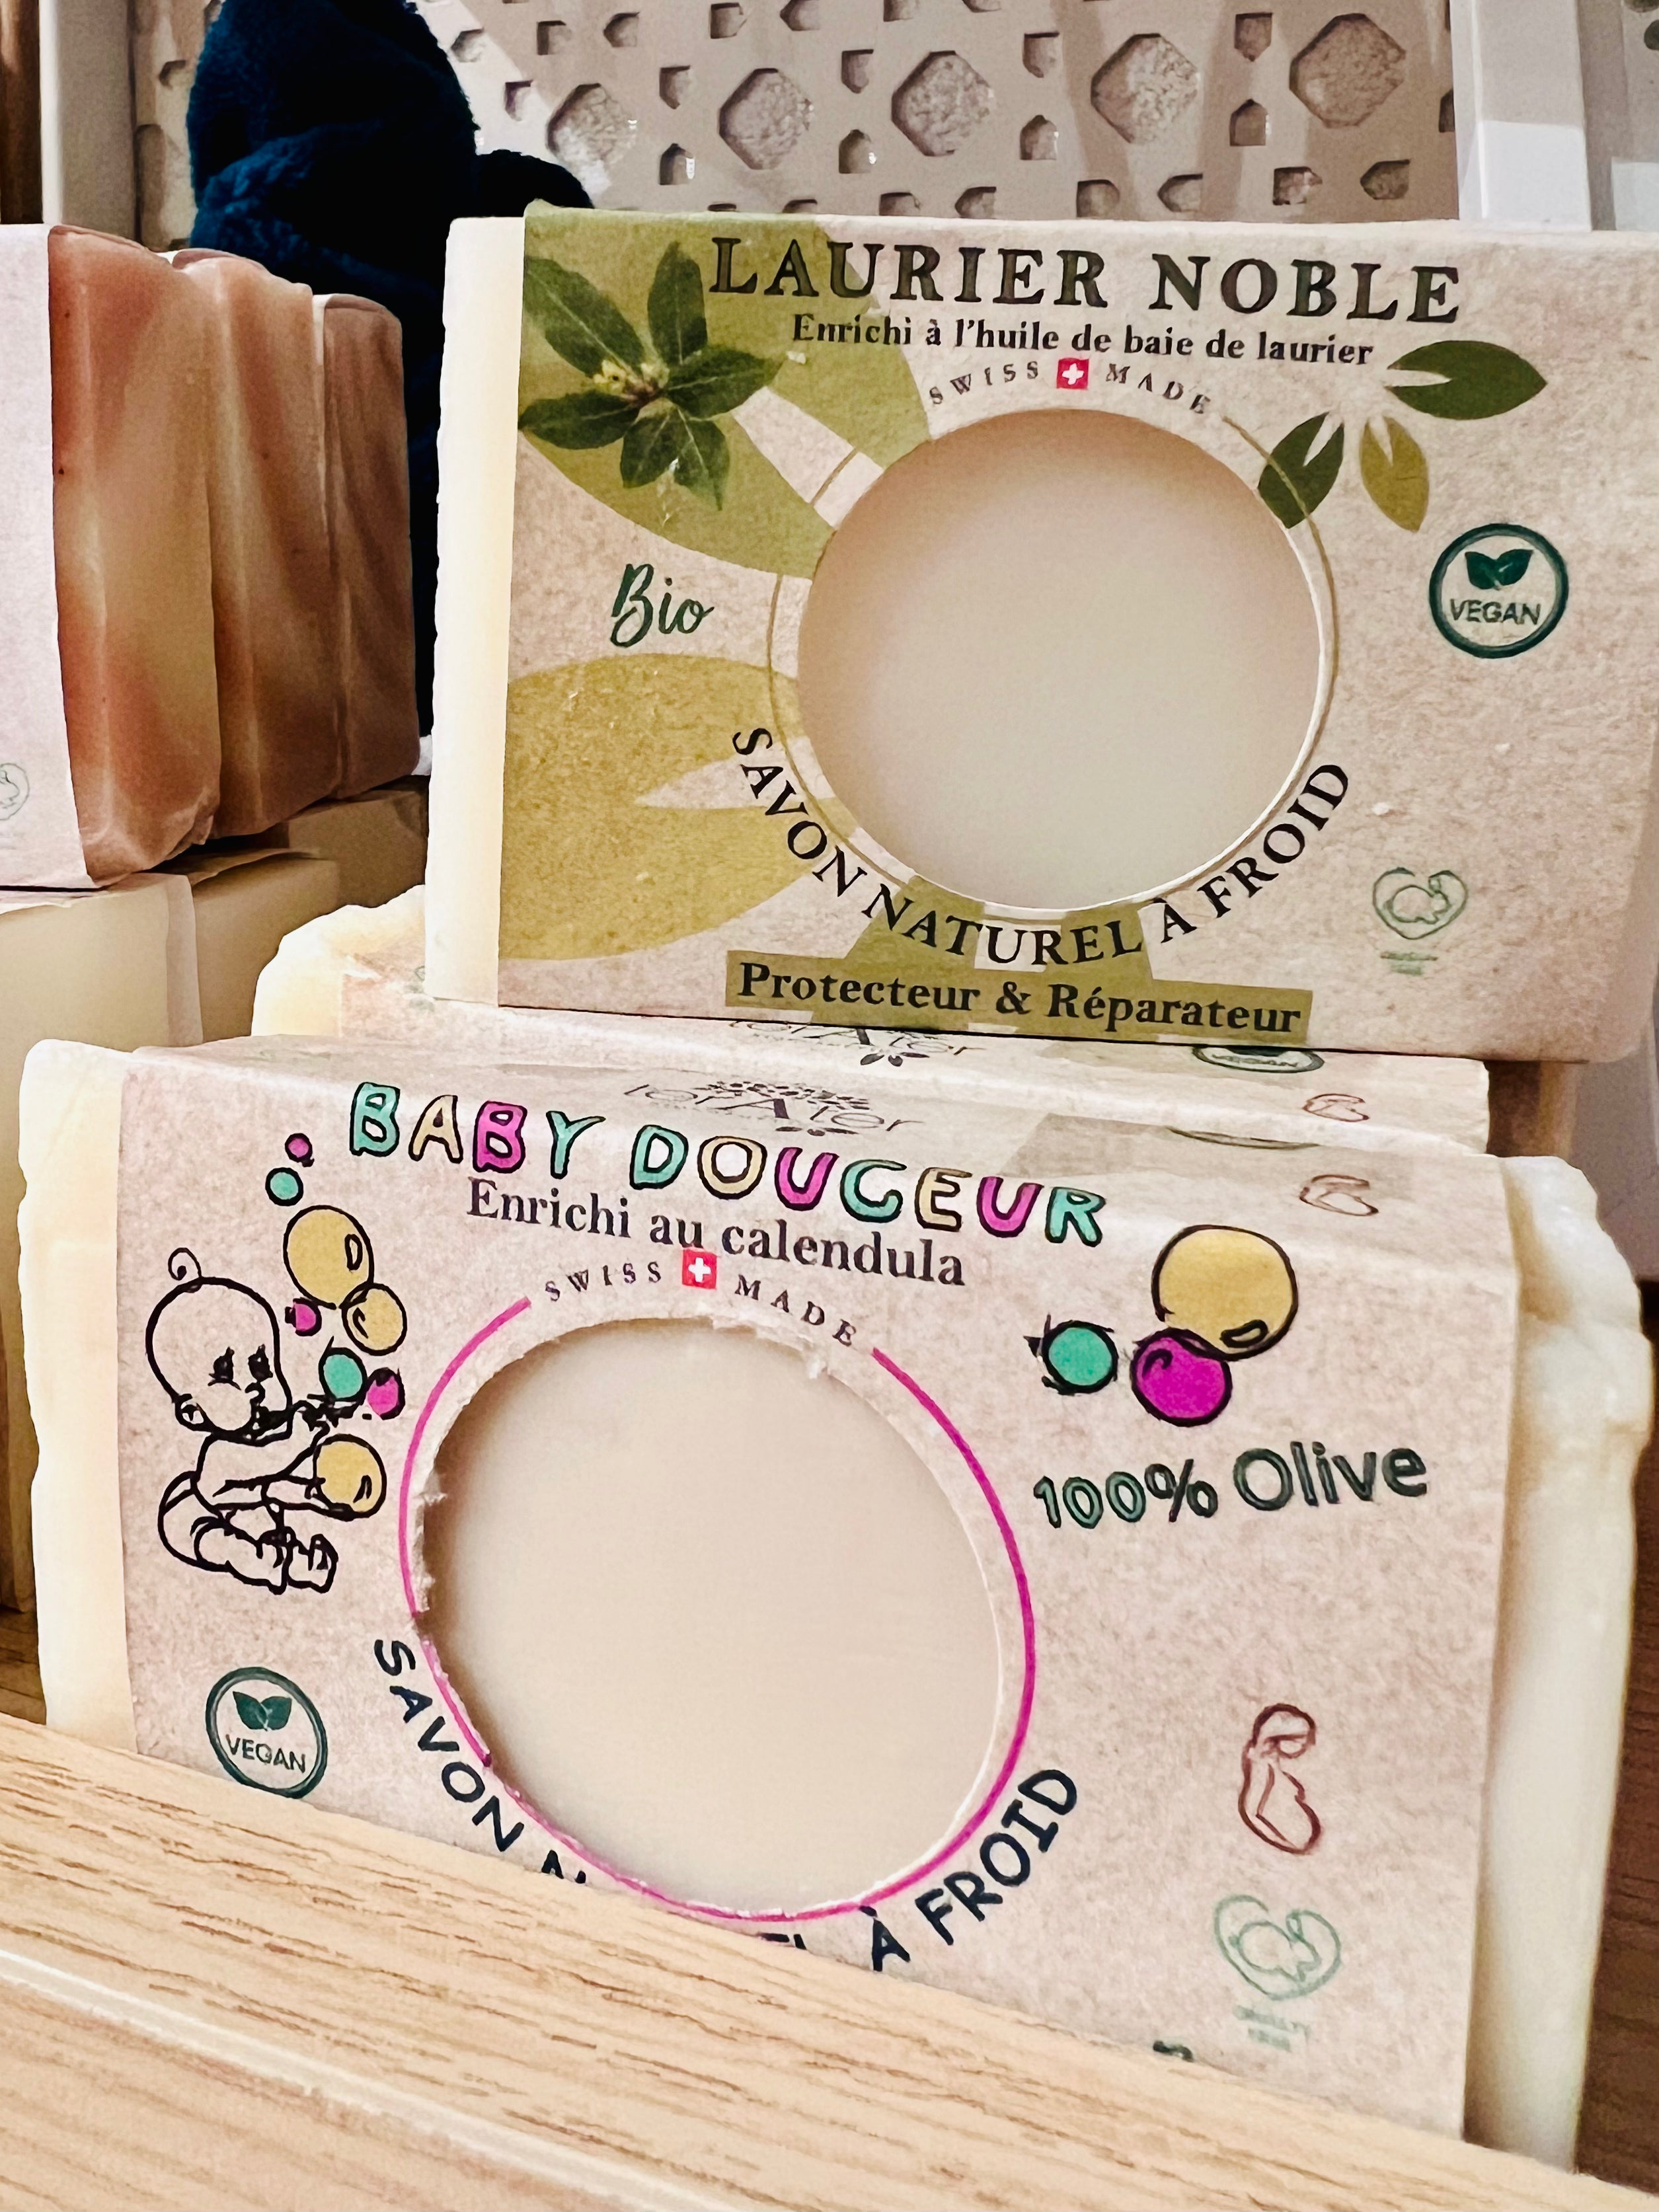 LAURIER NOBLE
Enrichi à l'huile de baie de laurier
SWISS MADE
Bio
VEGAN
SAVON NATUREL À FROID
Protecteur & Réparateur
BABY DOUCEUR
Enrichi au calendula
SWISS MADE
100% Olive
VEGAN
SAVON
À FROID